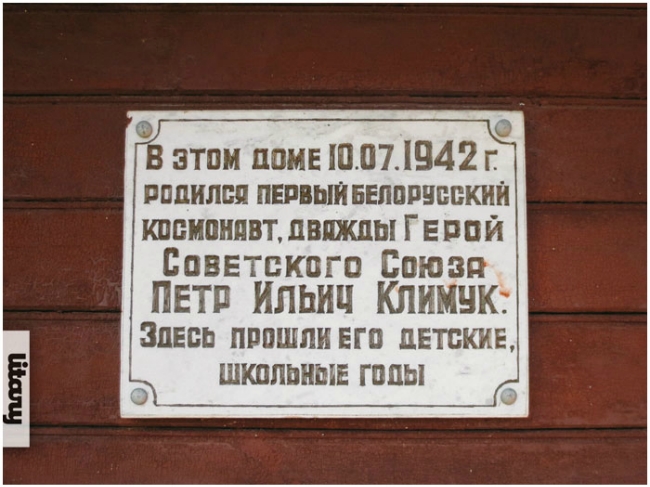 В этом доме 10.07.1942 г.
родился первый белорусский
космонавт, дважды Герой
Советского Союза
Петр Ильич Климук.
Здесь прошли его детские,
школьные годы
litany